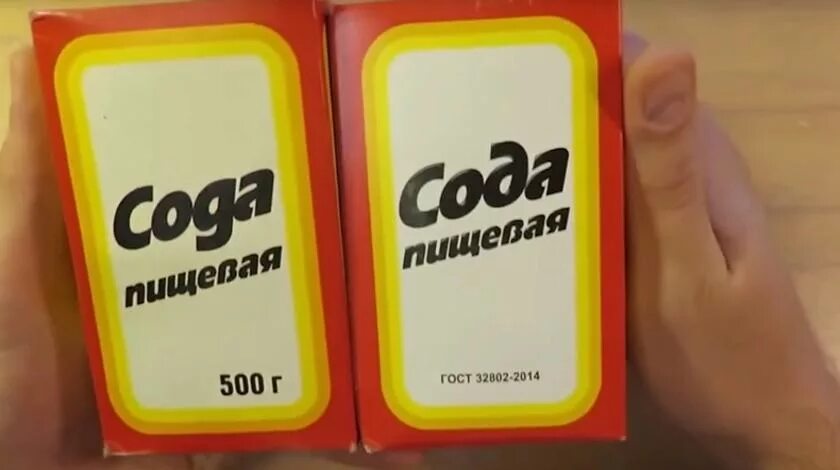 Сода
пищевая
500 г
Сода
пищевая
ГОСТ 32802-2014